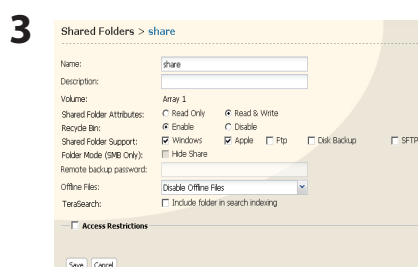 3
Shared Folders > share
Name: share
Description:
Volume: Array 1
Shared Folder Attributes: Read Only Read & Write
Recycle Bin: Enable Disable
Shared Folder Support: Windows Apple Ftp Disk Backup SFTP
Folder Mode (SMB Only): Hide Share
Remote backup password:
Offline Files: Disable Offline Files
TeraSearch: Include folder in search indexing
Access Restrictions
Save Cancel